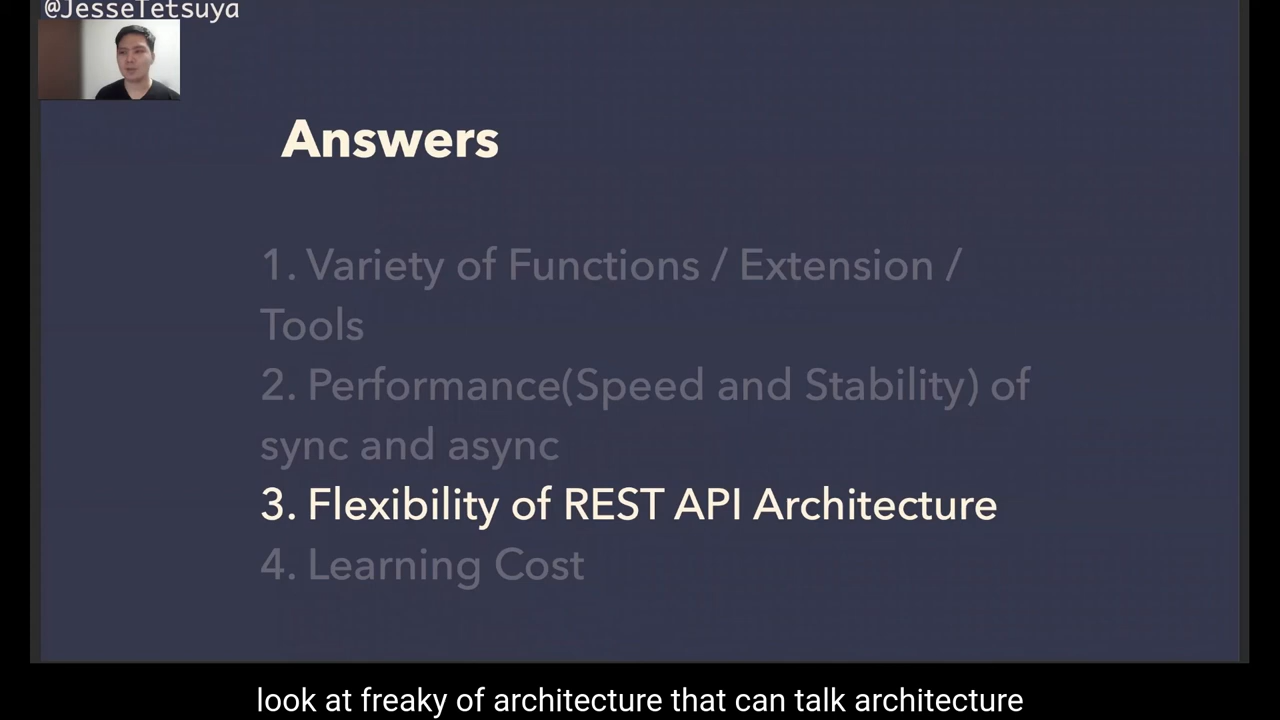 @JesseTetsuya
Answers
1. Variety of Functions / Extension /
Tools
2. Performance(Speed and Stability) of
sync and async
3. Flexibility of REST API Architecture
4. Learning Cost
look at freaky of architecture that can talk architecture